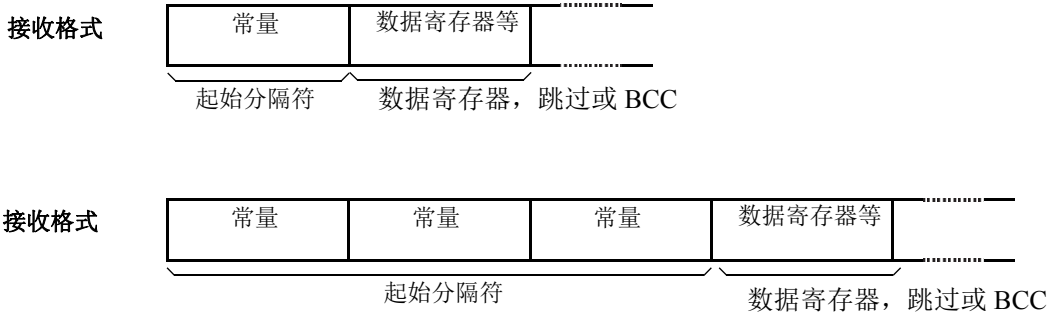 接收格式 常量 数据寄存器等
起始分隔符 数据寄存器，跳过或 BCC
接收格式 常量 常量 常量 数据寄存器等
起始分隔符 数据寄存器，跳过或 BCC